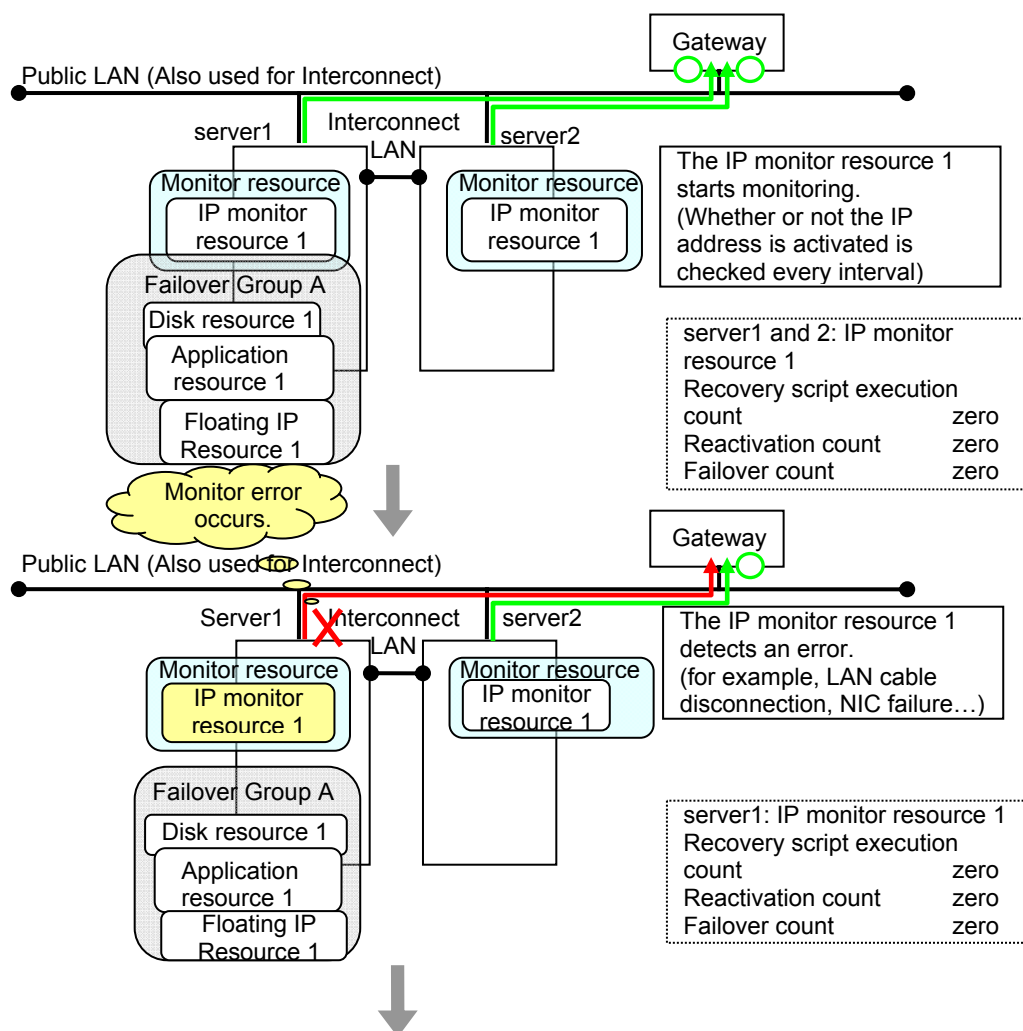 Gateway
Public LAN (Also used for Interconnect)
server1
Interconnect
LAN
server2
Monitor resource
IP monitor
resource 1
Monitor resource
IP monitor
resource 1
The IP monitor resource 1
starts monitoring.
(Whether or not the IP
address is activated is
checked every interval)
Failover Group A
Disk resource 1
Application
resource 1
Floating IP
Resource 1
server1 and 2: IP monitor
resource 1
Recovery script execution
count zero
Reactivation count zero
Failover count zero
Monitor error
occurs.
Gateway
Public LAN (Also used for Interconnect)
Server1
Interconnect
LAN
server2
Monitor resource
IP monitor
resource 1
Monitor resource
IP monitor
resource 1
The IP monitor resource 1
detects an error.
(for example, LAN cable
disconnection, NIC failure…)
Failover Group A
Disk resource 1
Application
resource 1
Floating IP
Resource 1
server1: IP monitor resource 1
Recovery script execution
count zero
Reactivation count zero
Failover count zero